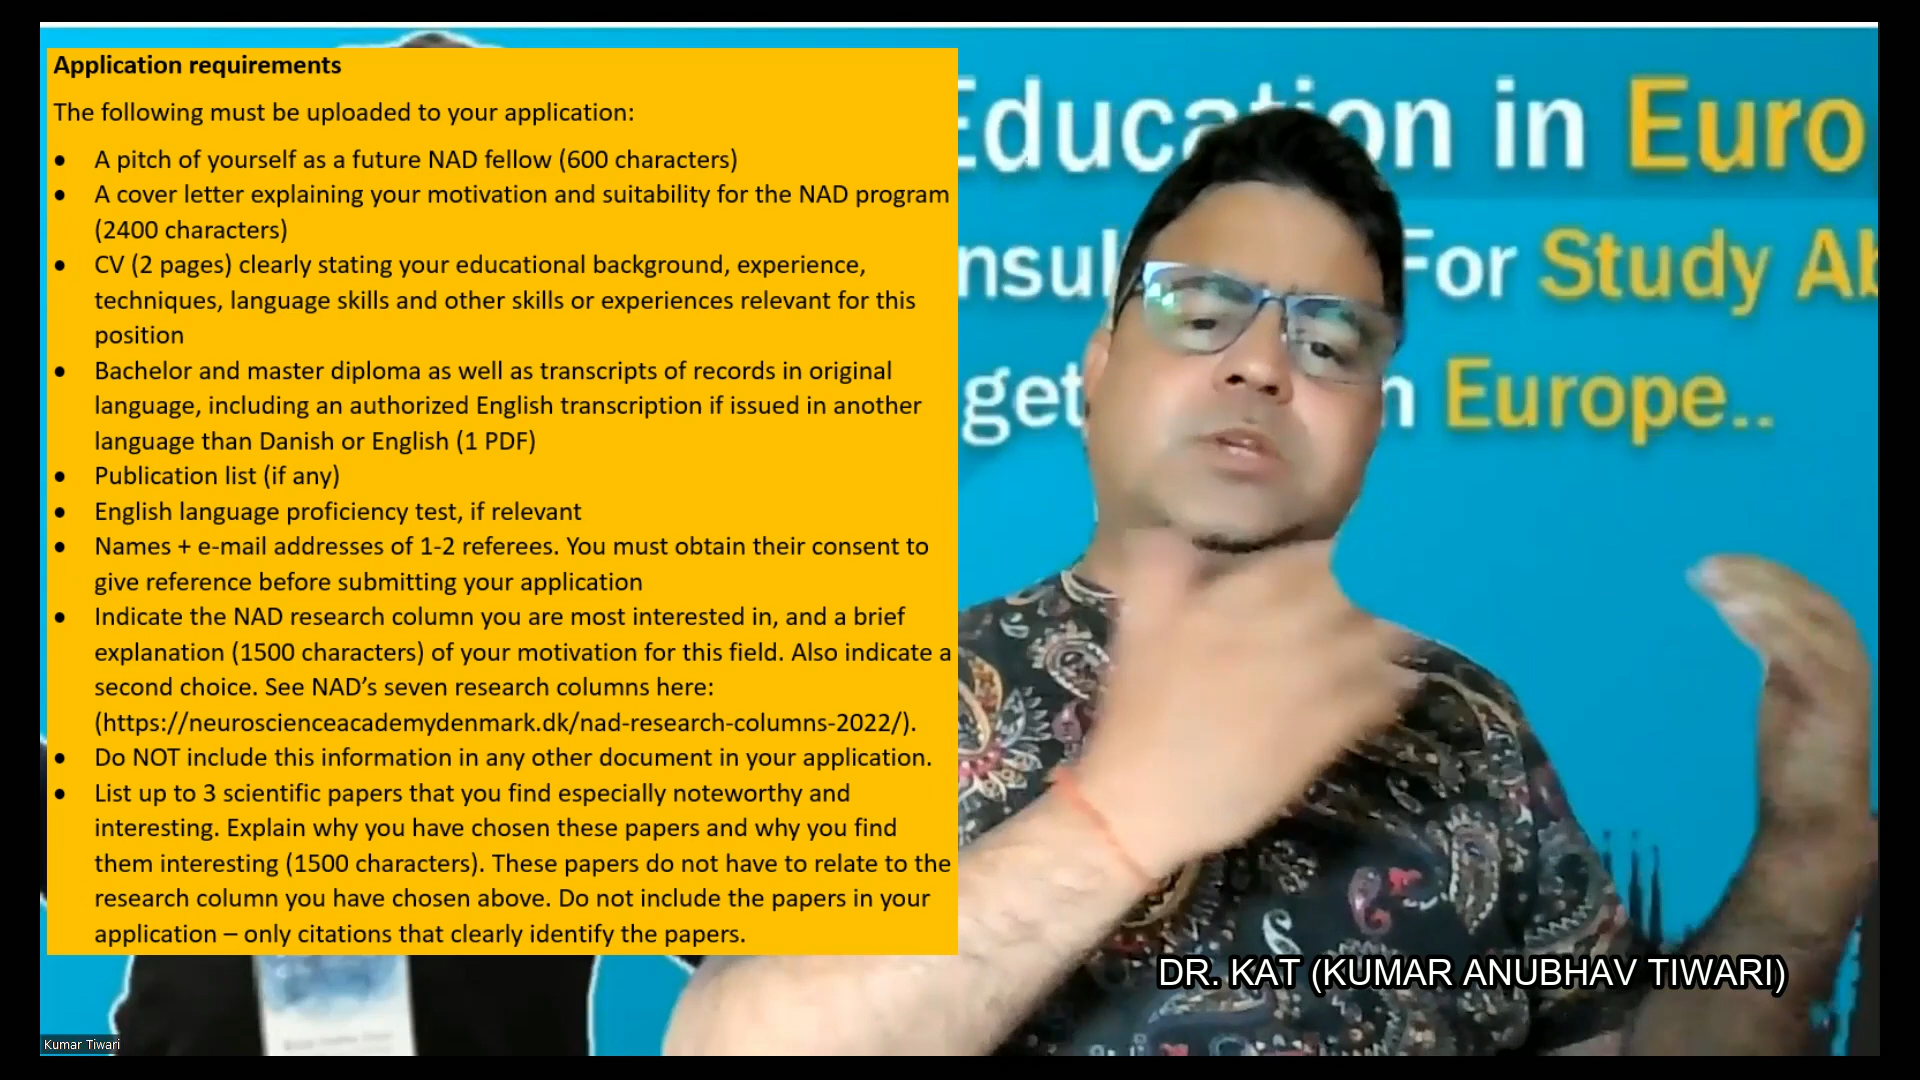 Application requirements
The following must be uploaded to your application:
● A pitch of yourself as a future NAD fellow (600 characters)
● A cover letter explaining your motivation and suitability for the NAD program
(2400 characters)
● CV (2 pages) clearly stating your educational background, experience,
techniques, language skills and other skills or experiences relevant for this
position
● Bachelor and master diploma as well as transcripts of records in original
language, including an authorized English transcription if issued in another
language than Danish or English (1 PDF)
● Publication list (if any)
● English language proficiency test, if relevant
● Names + e-mail addresses of 1-2 referees. You must obtain their consent to
give reference before submitting your application
● Indicate the NAD research column you are most interested in, and a brief
explanation (1500 characters) of your motivation for this field. Also indicate a
second choice. See NAD’s seven research columns here:
(https://neuroscienceacademydenmark.dk/nad-research-columns-2022/).
● Do NOT include this information in any other document in your application.
● List up to 3 scientific papers that you find especially noteworthy and
interesting. Explain why you have chosen these papers and why you find
them interesting (1500 characters). These papers do not have to relate to the
research column you have chosen above. Do not include the papers in your
application – only citations that clearly identify the papers.
in Euro
For Study Ab
get Europe..
DR. KAT (KUMAR ANUBHAV TIWARI)
Kumar Tiwari